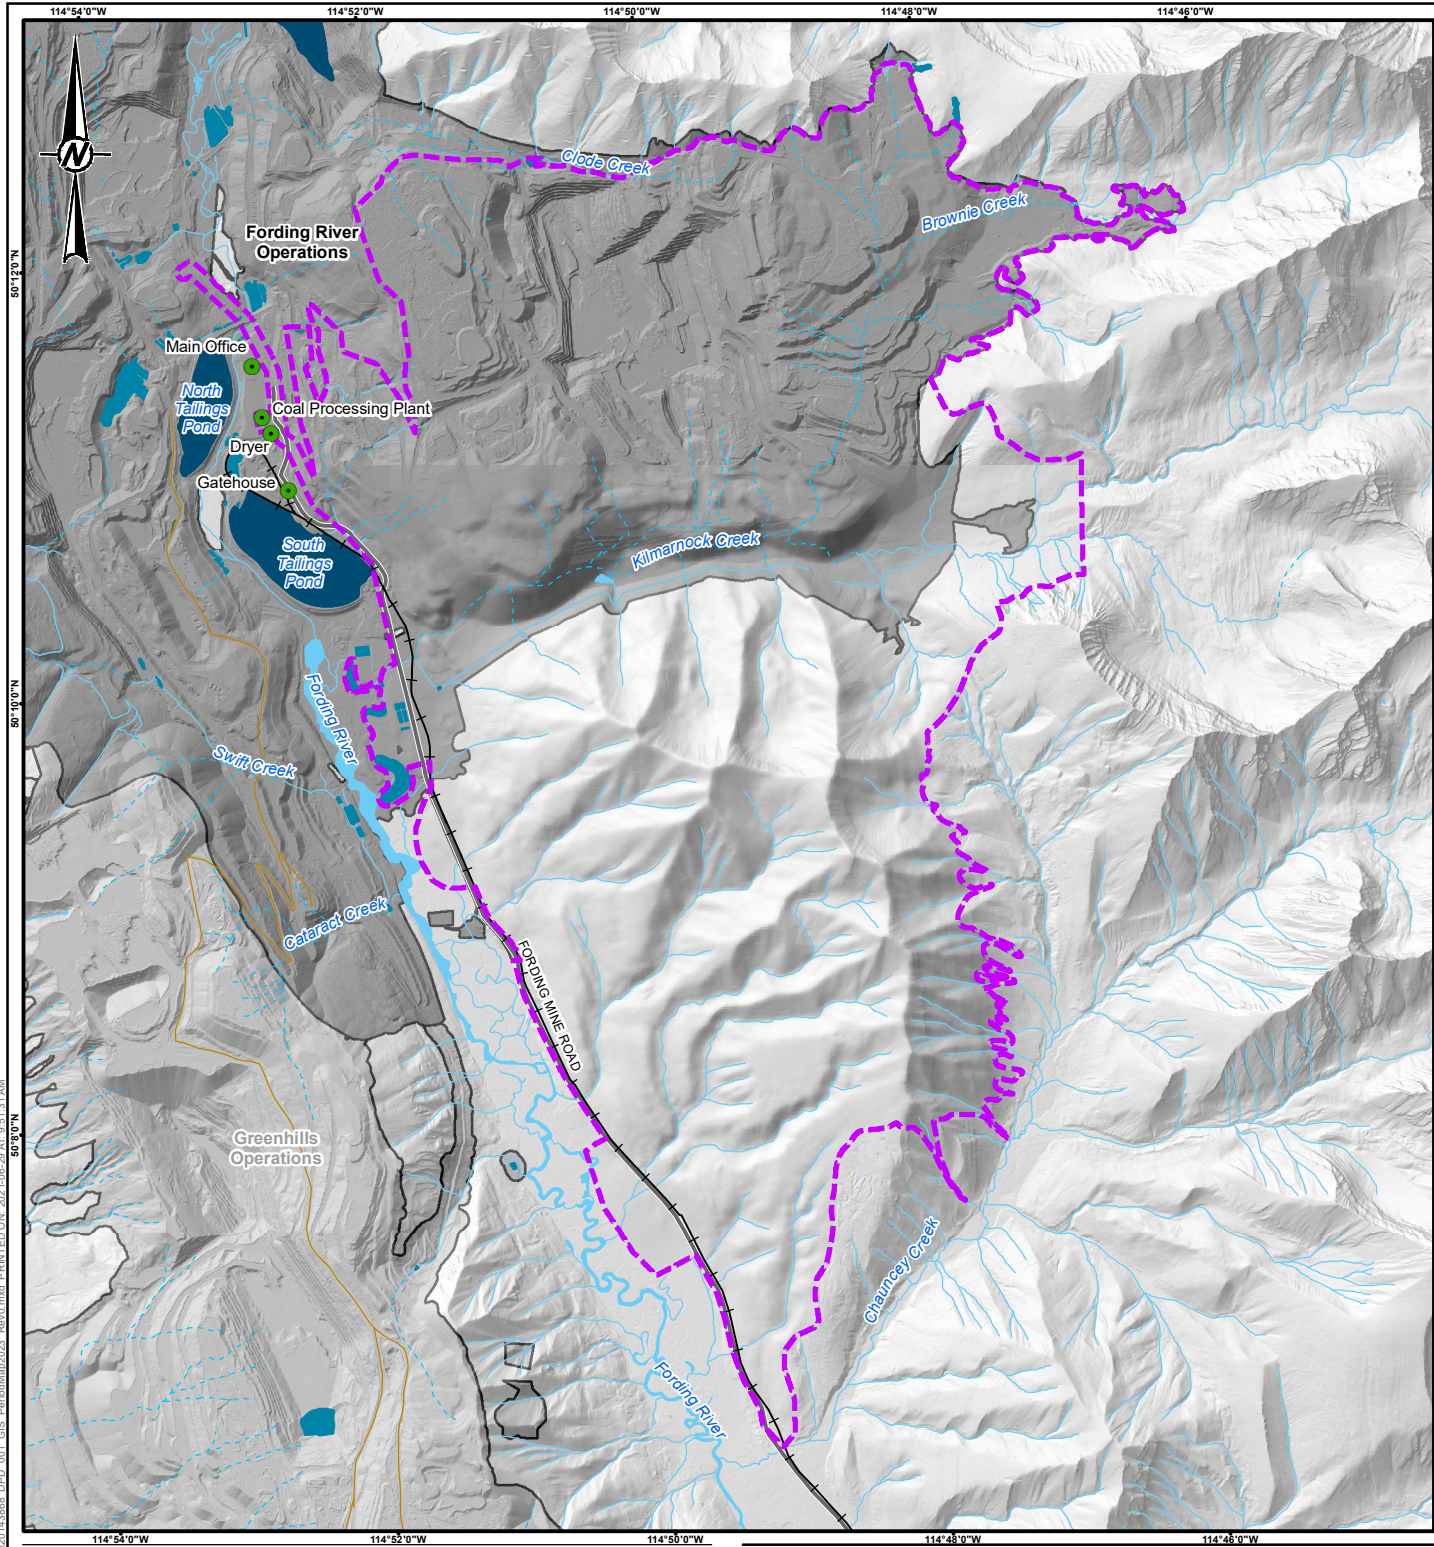 114°54'0"W
114°52'0"W
114°50'0"W
114°48'0"W
114°46'0"W
N
Clode Creek
Brownie Creek
Fording River
Operations
50°12'0"N
Main Office
North
Tailings
Pond
Coal Processing Plant
Dryer
Gatehouse
South
Tailings
Pond
Kilmarnock Creek
50°10'0"N
Fording River
Swift Creek
Cataract Creek
FORDING MINE ROAD
50°8'0"N
Greenhills
Operations
Chauncey Creek
Fording River
114°54'0"W
114°52'0"W
114°50'0"W
114°48'0"W
114°46'0"W